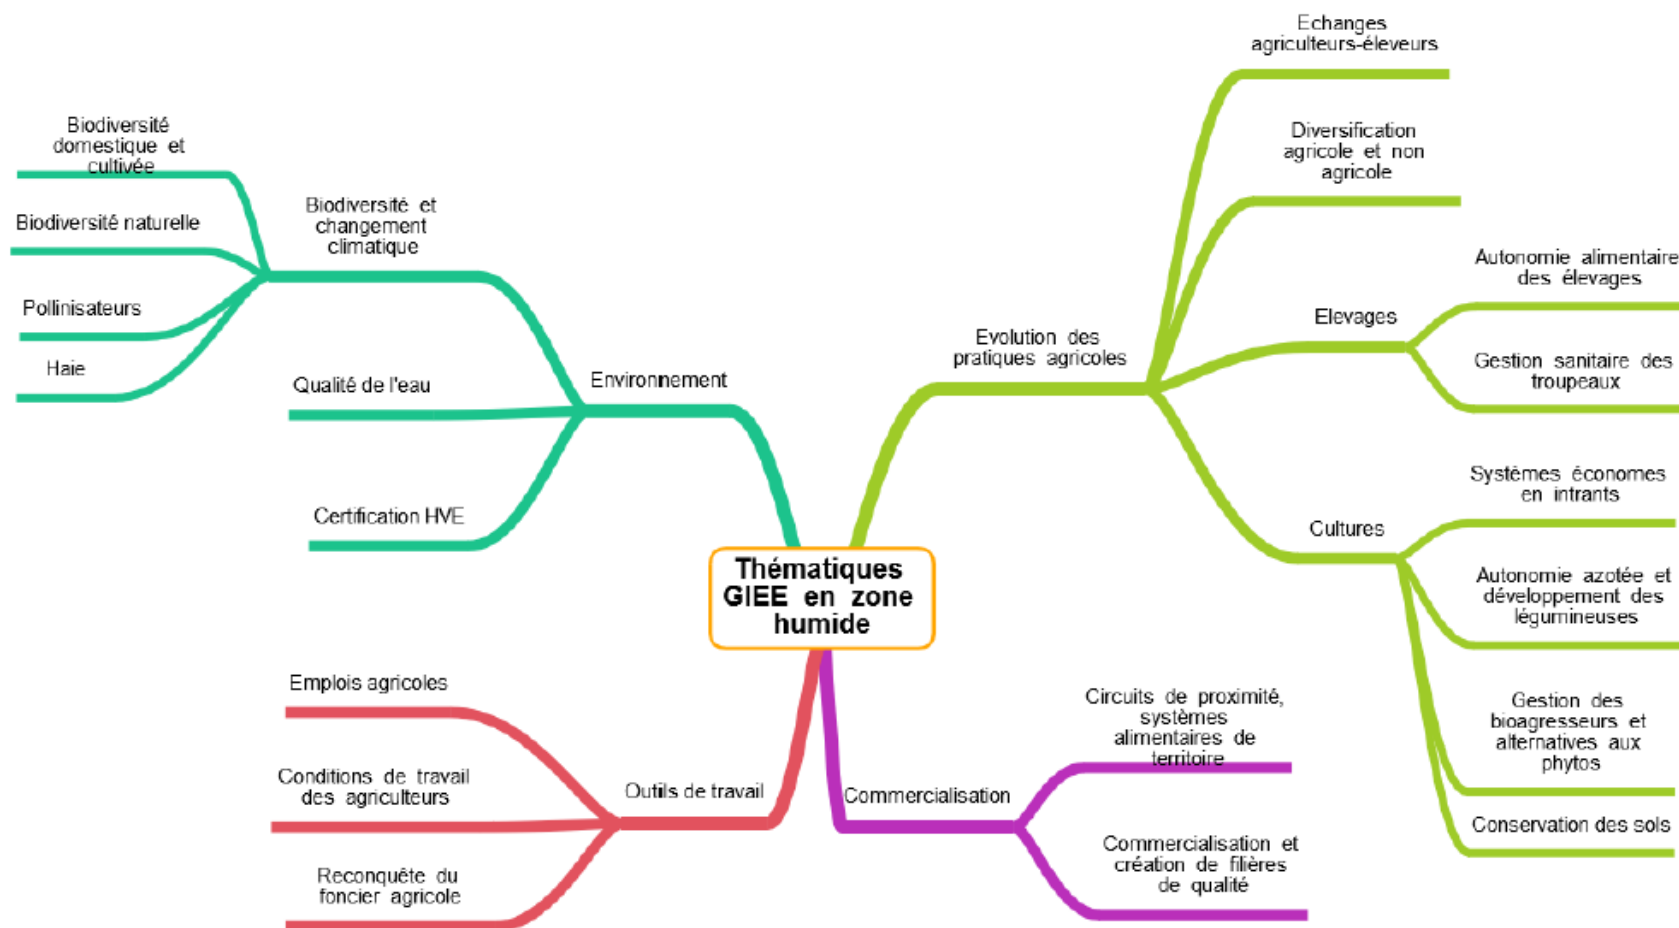 Thématiques
GIEE en zone
humide
Environnement
Biodiversité et
changement
climatique
Biodiversité
domestique et
cultivée
Biodiversité naturelle
Pollinisateurs
Haie
Qualité de l'eau
Certification HVE
Evolution des
pratiques agricoles
Echanges
agriculteurs-éleveurs
Diversification
agricole et non
agricole
Elevages
Autonomie alimentaire
des élevages
Gestion sanitaire des
troupeaux
Cultures
Systèmes économes
en intrants
Autonomie azotée et
développement des
légumineuses
Gestion des
bioagresseurs et
alternatives aux
phytos
Conservation des sols
Outils de travail
Emplois agricoles
Conditions de travail
des agriculteurs
Reconquête du
foncier agricole
Commercialisation
Circuits de proximité,
systèmes
alimentaires de
territoire
Commercialisation et
création de filières
de qualité